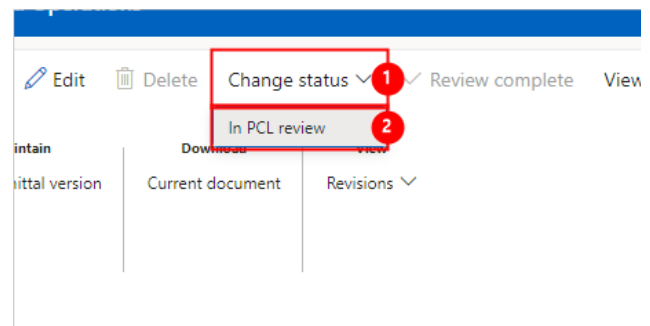 Edit Delete Change status 1 Review complete View
In PCL review 2
intain Download View
nittal version Current document Revisions